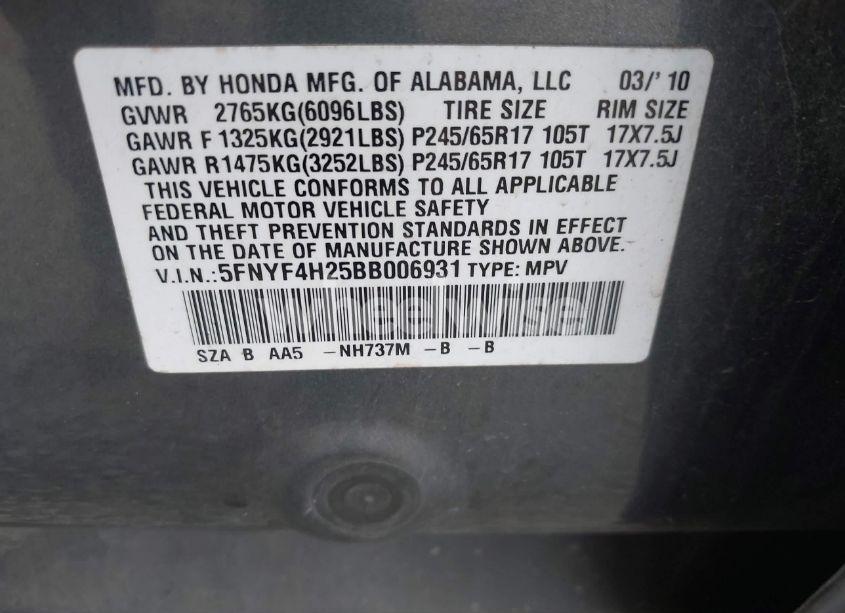 MFD. BY HONDA MFG. OF ALABAMA, LLC 03/' 10
GVWR 2765KG(6096LBS) TIRE SIZE RIM SIZE
GAWR F 1325KG(2921LBS) P245/65R17 105T 17X7.5J
GAWR R1475KG(3252LBS) P245/65R17 105T 17X7.5J
THIS VEHICLE CONFORMS TO ALL APPLICABLE
FEDERAL MOTOR VEHICLE SAFETY
AND THEFT PREVENTION STANDARDS IN EFFECT
ON THE DATE OF MANUFACTURE SHOWN ABOVE.
V.I.N.:5FNYF4H25BB006931 TYPE: MPV
SZA B AA5 -NH737M -B -B